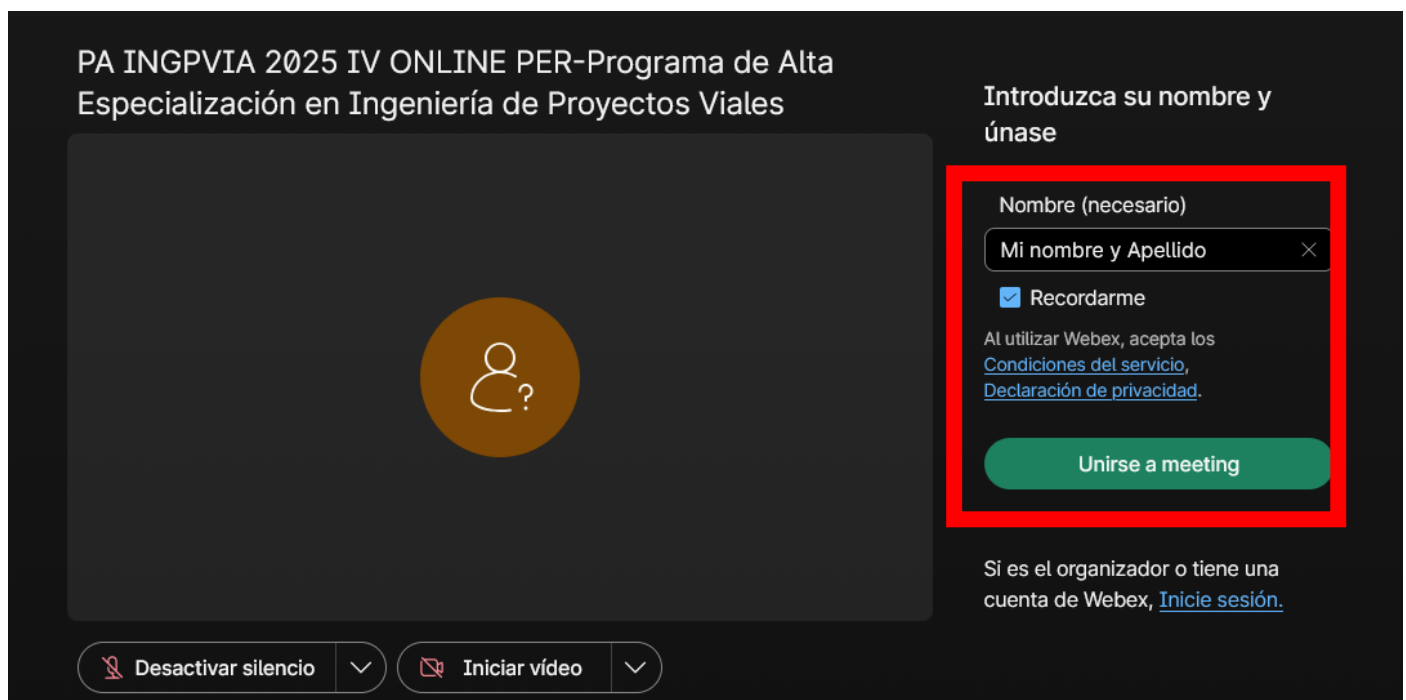 PA INGPVIA 2025 IV ONLINE PER-Programa de Alta
Especialización en Ingeniería de Proyectos Viales
Introduzca su nombre y
únase
Nombre (necesario)
Mi nombre y Apellido
Recordarme
Al utilizar Webex, acepta los
Condiciones del servicio,
Declaración de privacidad.
Unirse a meeting
Si es el organizador o tiene una
cuenta de Webex, Inicie sesión.
Desactivar silencio
Iniciar vídeo